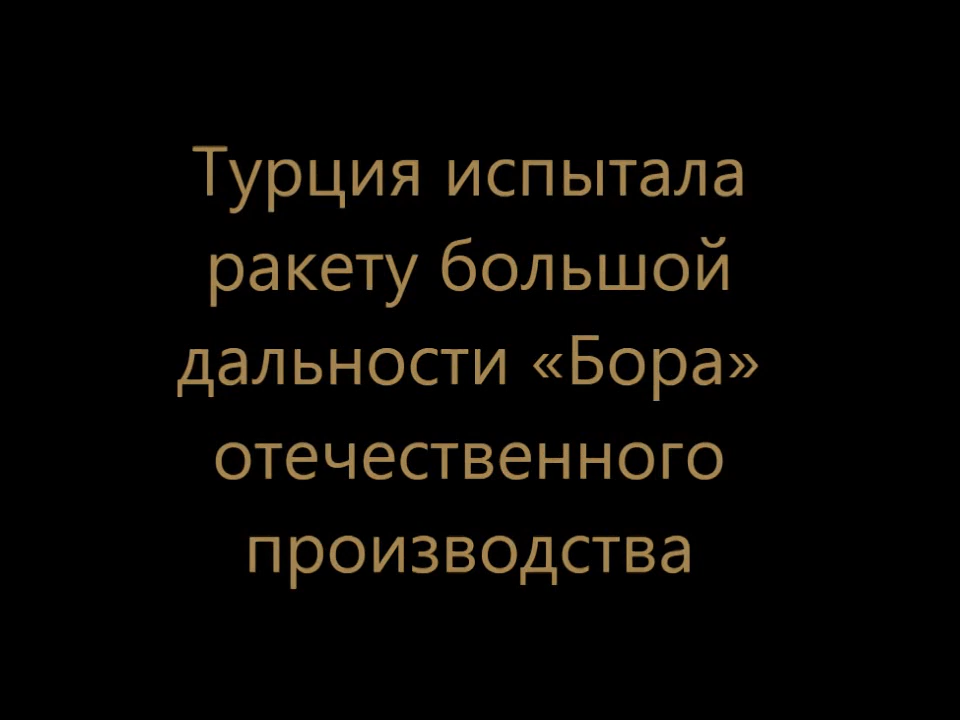 Турция испытала
ракету большой
дальности «Бора»
отечественного
производства